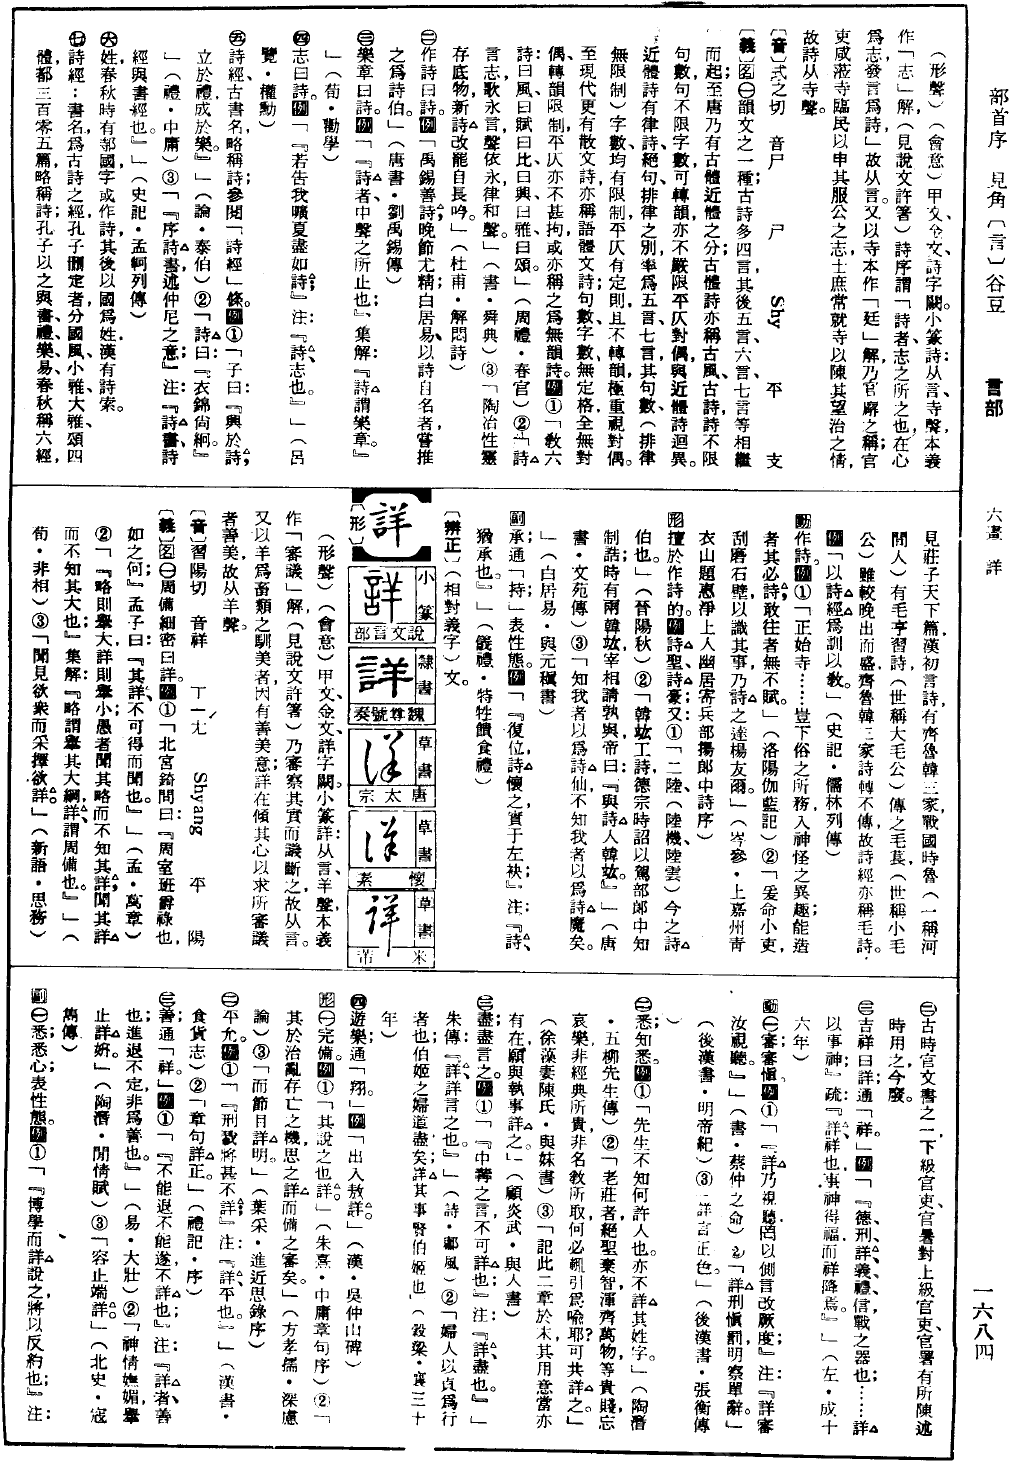 部首序　見角〔言〕谷豆　言部　六畫　詳　一六八四
（形聲）（會意）甲文、金文詩字闕。小篆詩：从言、寺聲，本義
作「志」解，（見說文許箸）詩序謂「詩者志之所之也，在心
爲志，發言爲詩」故从言。又以寺本作「廷」解，乃官廨之稱；官
吏咸蒞寺臨民以申其服公之志，士庶常就寺以陳其望治之情，
故詩从寺聲。
〔音〕式之切　音尸　ㄕ　Shy　平　支
〔義〕名㊀韻文之一種；古詩多四言，其後五言、六言、七言等相繼
而起；至唐乃有古體近體之分，古體詩亦稱古風、古詩，詩不限
句數，句不限字數，可轉韻，亦不嚴限平仄對偶，與近體詩迥異。
近體詩有律詩、絕句、排律之別，率爲五言七言，其句數、（排律
無限制）字數，均有限制，平仄有定則，且不轉韻，極重視對偶。
至現代更有散文詩，亦稱語體文詩；句數字數，無定格，全無對
偶、轉韻限制，平仄亦不甚拘，或亦稱之爲無韻詩。例①「敎六
詩：曰風、曰賦、曰比、曰興、曰雅、曰頌。」（周禮・春官）②「詩
言志，歌永言，聲依永，律和聲。」（書・舜典）③「陶冶性靈
存底物，新詩改罷自長吟。」（杜甫・解悶詩）
㊁作詩曰詩。例「禹錫善詩，晚節尤精；白居易以詩自名者，嘗推
之爲詩伯。」（唐書・劉禹錫傳）
㊂樂章曰詩。例「『詩者，中聲之所止也』、集解：『詩謂樂章。』
」（荀・勸學）
㊃志曰詩。例「『若告我曠夏盡如詩』；注：『詩，志也。』」（呂
覽・權勳）
㊄詩經，古書名，略稱詩；參閱「詩經」條。例①「子曰：『興於詩；
立於禮，成於樂』。」（論・泰伯）②「詩曰：『衣錦尙絅。』
」（禮・中庸）③「『序詩書，述仲尼之意』；注：『詩書，詩
經與書經也。』」（史記・孟軻列傳）
㊅姓，春秋時有邿國，字或作詩，其後以國爲姓，漢有詩索。
㊆詩經：書名，爲古詩之經，孔子刪定者，分國風、小雅、大雅、頌四
體，都三百零五篇，略稱詩；孔子以之與書、禮、樂、易、春秋稱六經，
見莊子天下篇。漢初言詩，有齊魯韓三家，戰國時魯（一稱河
間人）有毛亨習詩，（世稱大毛公）傳之毛萇，（世稱小毛
公）雖較晚出而盛，齊魯韓三家詩轉不傳，故詩經亦稱毛詩。
例「以詩經爲訓以敎。」（史記・儒林列傳）
動作詩。例①「正始寺……豈下俗之所務，入神怪之異趣；能造
者其必詩，敢往者無不賦。」（洛陽伽藍記）②「爰命小吏，
刮磨石壁，以識其事，乃詩之達楊友爾。」（岑參・上嘉州靑
衣山題惠淨上人幽居寄兵部揚郞中詩序）
形擅於作詩的。例詩聖、詩豪。又：①「二陸（陸機、陸雲）今之詩
伯也。」（晉陽秋）②「韓竑工詩，德宗時詔以駕部郞中知
制誥，時有兩韓竑，宰相請孰與，帝曰：『與詩人韓竑。』」（唐
書・文苑傳）③「知我者以爲詩仙，不知我者以爲詩魔矣。
」（白居易・與元稹書）
副承，通「持」；表性態。例「『復位，詩懷之，實于左袂』；注：『詩，
猶承也。』」（儀禮・特牲饋食禮）
〔辨正〕（相對義字）文。
詳
〔形〕
小篆　說文言部
隸書　魏尊號奏
草書　唐太宗
草書　懷素
草書　米芾
（形聲）（會意）甲文、金文詳字闕。小篆詳：从言、羊聲，本義
作「審議」解，（見說文許箸）乃審察其實而議斷之，故从言。
又以羊爲畜類之馴美者，因有善美意；詳在傾其心以求所審議
者善美，故从羊聲。
〔音〕習陽切　音祥　ㄒㄧㄤˊ　Shyang　平　陽
〔義〕名㊀周備細密曰詳。例①「北宮錡問曰：『周室班爵祿也，
如之何』；孟子曰：『其詳不可得而聞也。』」（孟・萬章）
②「『略則舉大，詳則舉小，愚者聞其略而不知其詳，聞其詳
而不知其大也』；集解：『略，謂舉其大綱；詳，謂周備也。』」（
荀・非相）③「聞見欲衆而采擇欲詳。」（新語・思務）
㊁古時官文書之一，下級官吏、官署對上級官吏、官署有所陳述
時用之，今廢。
㊂吉祥曰詳，通「祥」。例「『德、刑、詳、義、禮、信，戰之器也；……詳
以事神』；疏：『詳，祥也，事神得福而祥降焉。』」（左・成十
六年）
動㊀審，審愼。例①「『詳乃視聽，罔以側言改厥度』；注：『詳審
汝視聽。』」（書・蔡仲之命）②「詳刑愼罰，明察單辭。」
（後漢書・明帝紀）③「詳言正色。」（後漢書・張衡傳
）
㊁悉，知悉。例①「先生不知何許人也，亦不詳其姓字。」（陶潛
・五柳先生傳）②「老莊者絕聖棄智，渾齊萬物，等貴賤，忘
哀樂，非經典所貴，非名敎所取，何必輒引爲喩耶？可共詳之。」
（徐藻妻陳氏・與妹書）③「記此二章於末，其用意當亦
有在，願與執事詳之。」（顧炎武・與人書）
㊂盡，盡言之。例①「『中冓之言，不可詳也』；注：『詳，盡也。』」
朱傳：『詳，詳言之也。』」（詩・鄘風）②「婦人以貞爲行
者也，伯姬之婦道盡矣，詳其事，賢伯姬也。」（穀梁・襄三十
年）
㊃遊樂，通「翔」。例「出入敖詳。」（漢・吳仲山碑）
形㊀完備。例①「其說之也詳。」（朱熹・中庸章句序）②「
其於治亂存亡之機，思之詳而備之審矣。」（方孝孺・深慮
論）③「而節目詳明。」（葉采・進近思錄序）
㊁平允。例①「『刑戮將甚不詳』；注：『詳，平也。』」（漢書・
食貨志）②「章句詳正。」（禮記・序）
㊂善，通「祥」。例①「『不能退不能遂，不詳也』；注：『詳者，善
也，進退不定，非爲善也。』」（易・大壯）②「神情嫵媚，舉
止詳妍。」（陶潛・閒情賦）③「容止端詳。」（北史・寇
雋傳）
副㊀悉，悉心；表性態。例①「『博學而詳說之，將以反約也』；注：